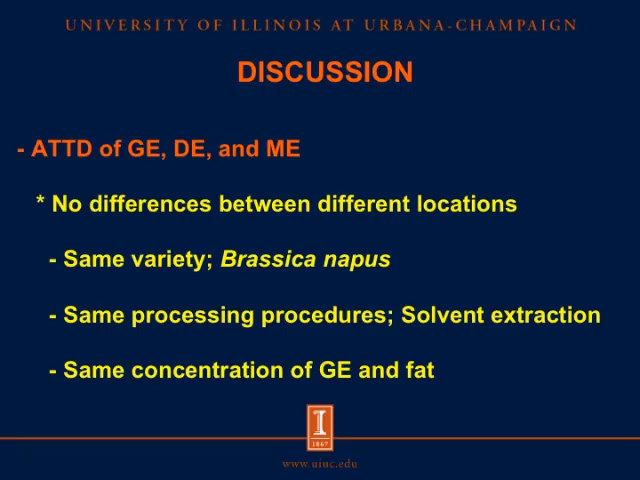 UNIVERSITY OF ILLINOIS AT URBANA-CHAMPAIGN
DISCUSSION
- ATTD of GE, DE, and ME
* No differences between different locations
- Same variety; Brassica napus
- Same processing procedures; Solvent extraction
- Same concentration of GE and fat
I
1867
www.uiuc.edu